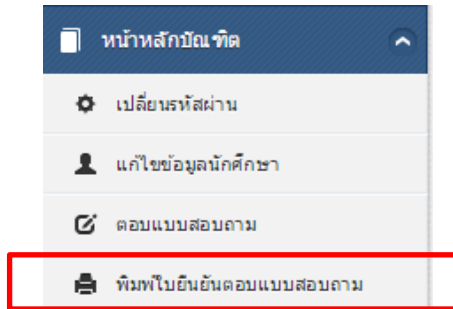 หน้าหลักบัณฑิต
เปลี่ยนรหัสผ่าน
แก้ไขข้อมูลนักศึกษา
ตอบแบบสอบถาม
พิมพ์ใบยืนยันตอบแบบสอบถาม